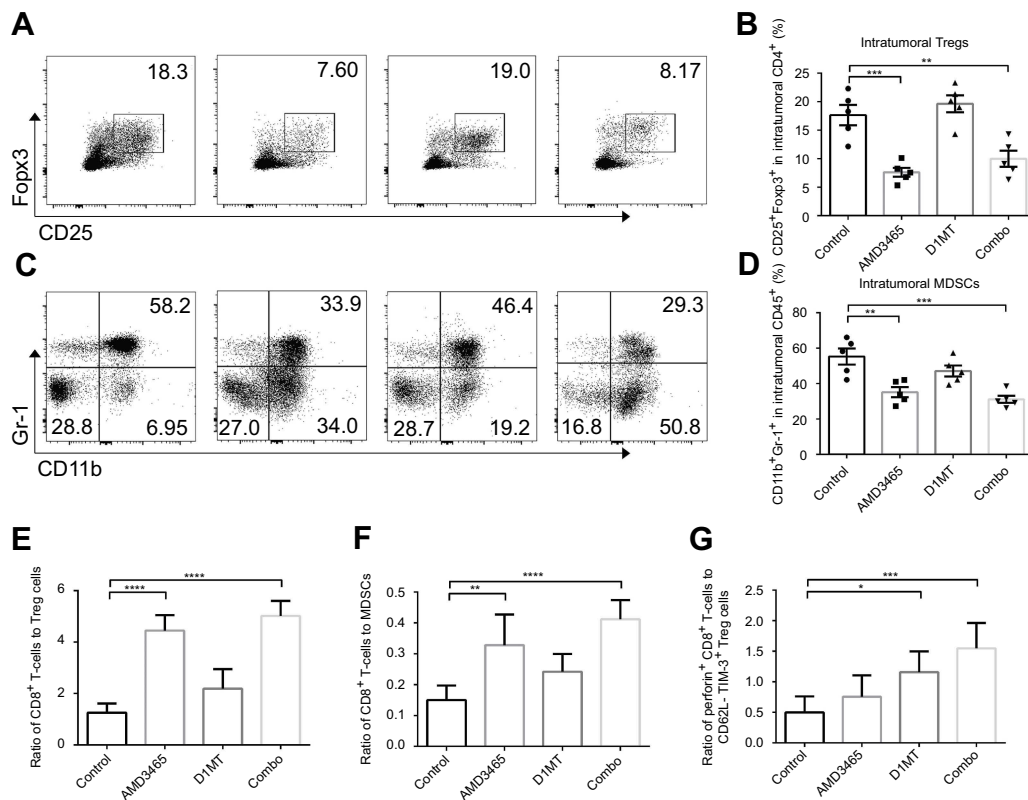 A
18.3
7.60
19.0
8.17
Foxp3
CD25
B
Intratumoral Tregs
CD25+Foxp3+ in intratumoral CD4+ (%)
**
***
25
20
15
10
5
0
Control
AMD3465
D1MT
Combo
C
58.2
33.9
46.4
29.3
28.8
6.95
27.0
34.0
28.7
19.2
16.8
50.8
Gr-1
CD11b
D
Intratumoral MDSCs
CD11b+Gr-1+ in intratumoral CD45+ (%)
***
**
80
60
40
20
0
Control
AMD3465
D1MT
Combo
E
Ratio of CD8+ T-cells to Treg cells
****
****
6
4
2
0
Control
AMD3465
D1MT
Combo
F
Ratio of CD8+ T-cells to MDSCs
****
**
0.5
0.4
0.3
0.2
0.1
0.0
Control
AMD3465
D1MT
Combo
G
Ratio of perforin+ CD8+ T-cells to
CD62L- TIM-3+ Treg cells
***
*
2.5
2.0
1.5
1.0
0.5
0.0
Control
AMD3465
D1MT
Combo